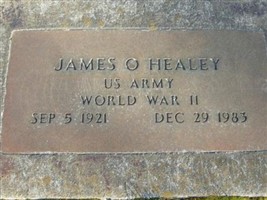 JAMES O HEALEY
US ARMY
WORLD WAR II
SEP 5 1921 DEC 29 1983